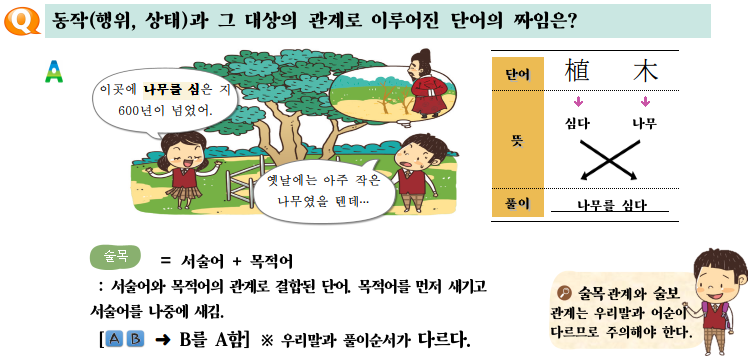 Q 동작(행위, 상태)과 그 대상의 관계로 이루어진 단어의 짜임은?
A
이곳에 나무를 심은 지
600년이 넘었어.
옛날에는 아주 작은
나무였을 텐데…
단어 植 木
뜻 심다 나무
풀이 나무를 심다
술목 = 서술어 + 목적어
: 서술어와 목적어의 관계로 결합된 단어. 목적어를 먼저 새기고
서술어를 나중에 새김.
[A B ➜ B를 A함] ※ 우리말과 풀이순서가 다르다.
술목 관계와 술보
관계는 우리말과 어순이
다르므로 주의해야 한다.